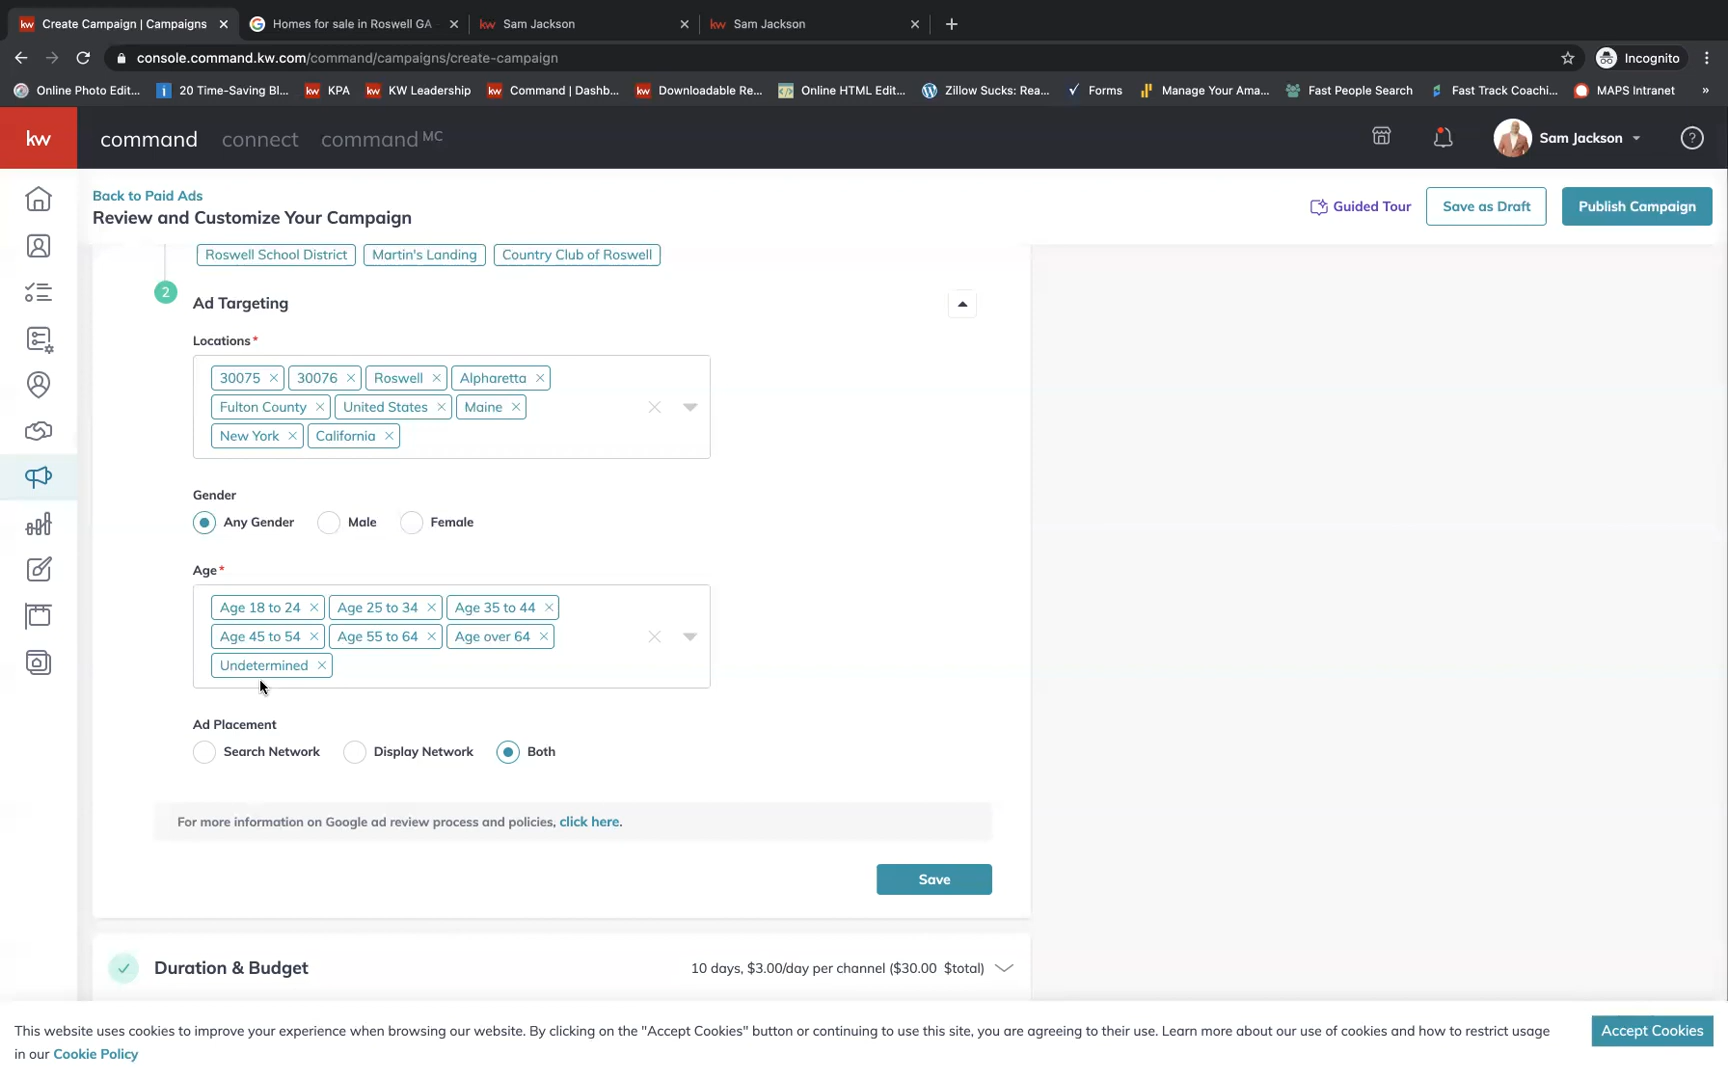 Create Campaign | Campaigns
Homes for sale in Roswell GA
kw Sam Jackson
kw Sam Jackson
console.command.kw.com/command/campaigns/create-campaign
Incognito
Online Photo Edit...
20 Time-Saving Bl...
kw KPA
kw KW Leadership
kw Command | Dashb...
kw Downloadable Re...
Online HTML Edit...
Zillow Sucks: Rea...
Forms
Manage Your Ama...
Fast People Search
Fast Track Coachi...
MAPS Intranet
»
kw
command
connect
command MC
Sam Jackson
?
Back to Paid Ads
Review and Customize Your Campaign
Guided Tour
Save as Draft
Publish Campaign
Roswell School District
Martin's Landing
Country Club of Roswell
2
Ad Targeting
Locations*
30075 × 30076 × Roswell × Alpharetta ×
Fulton County × United States × Maine ×
New York × California ×
Gender
Any Gender Male Female
Age*
Age 18 to 24 × Age 25 to 34 × Age 35 to 44 ×
Age 45 to 54 × Age 55 to 64 × Age over 64 ×
Undetermined ×
Ad Placement
Search Network Display Network Both
For more information on Google ad review process and policies, click here.
Save
Duration & Budget
10 days, $3.00/day per channel ($30.00 $total)
This website uses cookies to improve your experience when browsing our website. By clicking on the "Accept Cookies" button or continuing to use this site, you are agreeing to their use. Learn more about our use of cookies and how to restrict usage
in our Cookie Policy
Accept Cookies